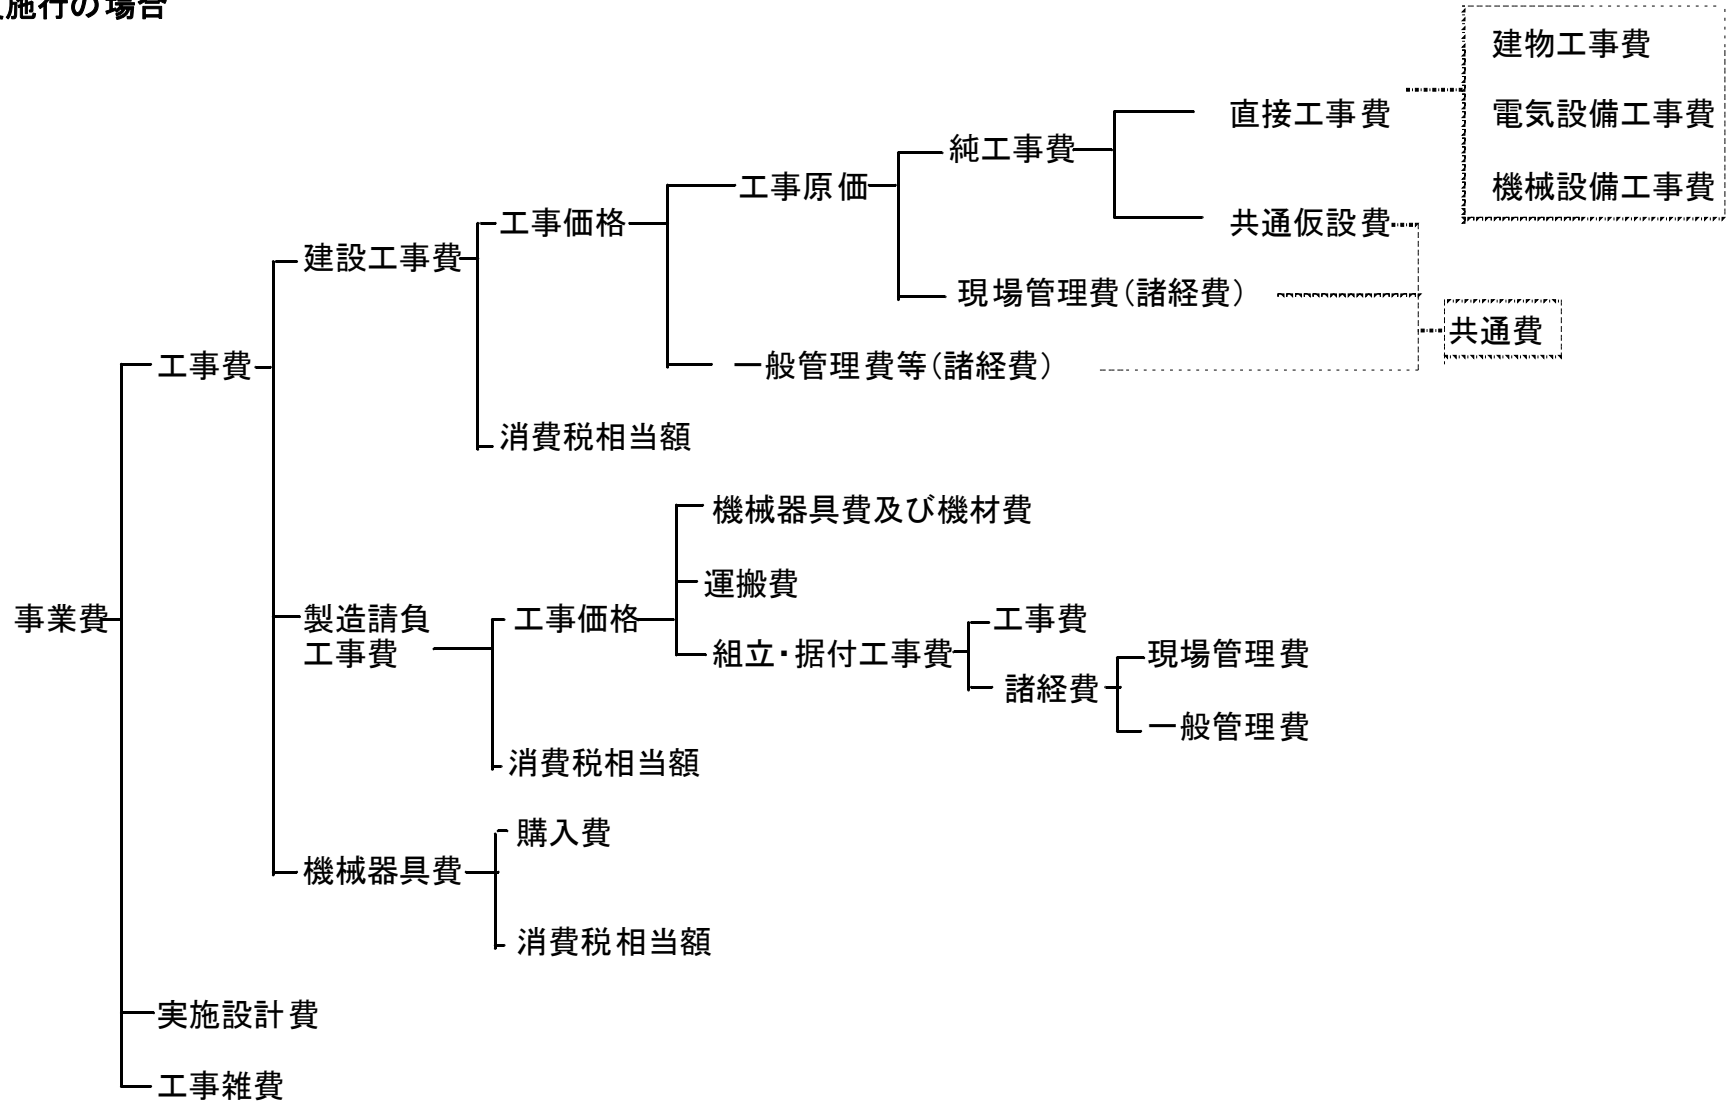 施行の場合
建物工事費
電気設備工事費
機械設備工事費
直接工事費
純工事費
工事原価
共通仮設費
工事価格
建設工事費
現場管理費(諸経費)
共通費
工事費
一般管理費等(諸経費)
消費税相当額
機械器具費及び機材費
運搬費
事業費
製造請負
工事費
工事価格
組立・据付工事費
工事費
諸経費
現場管理費
一般管理費
消費税相当額
購入費
機械器具費
消費税相当額
実施設計費
工事雑費